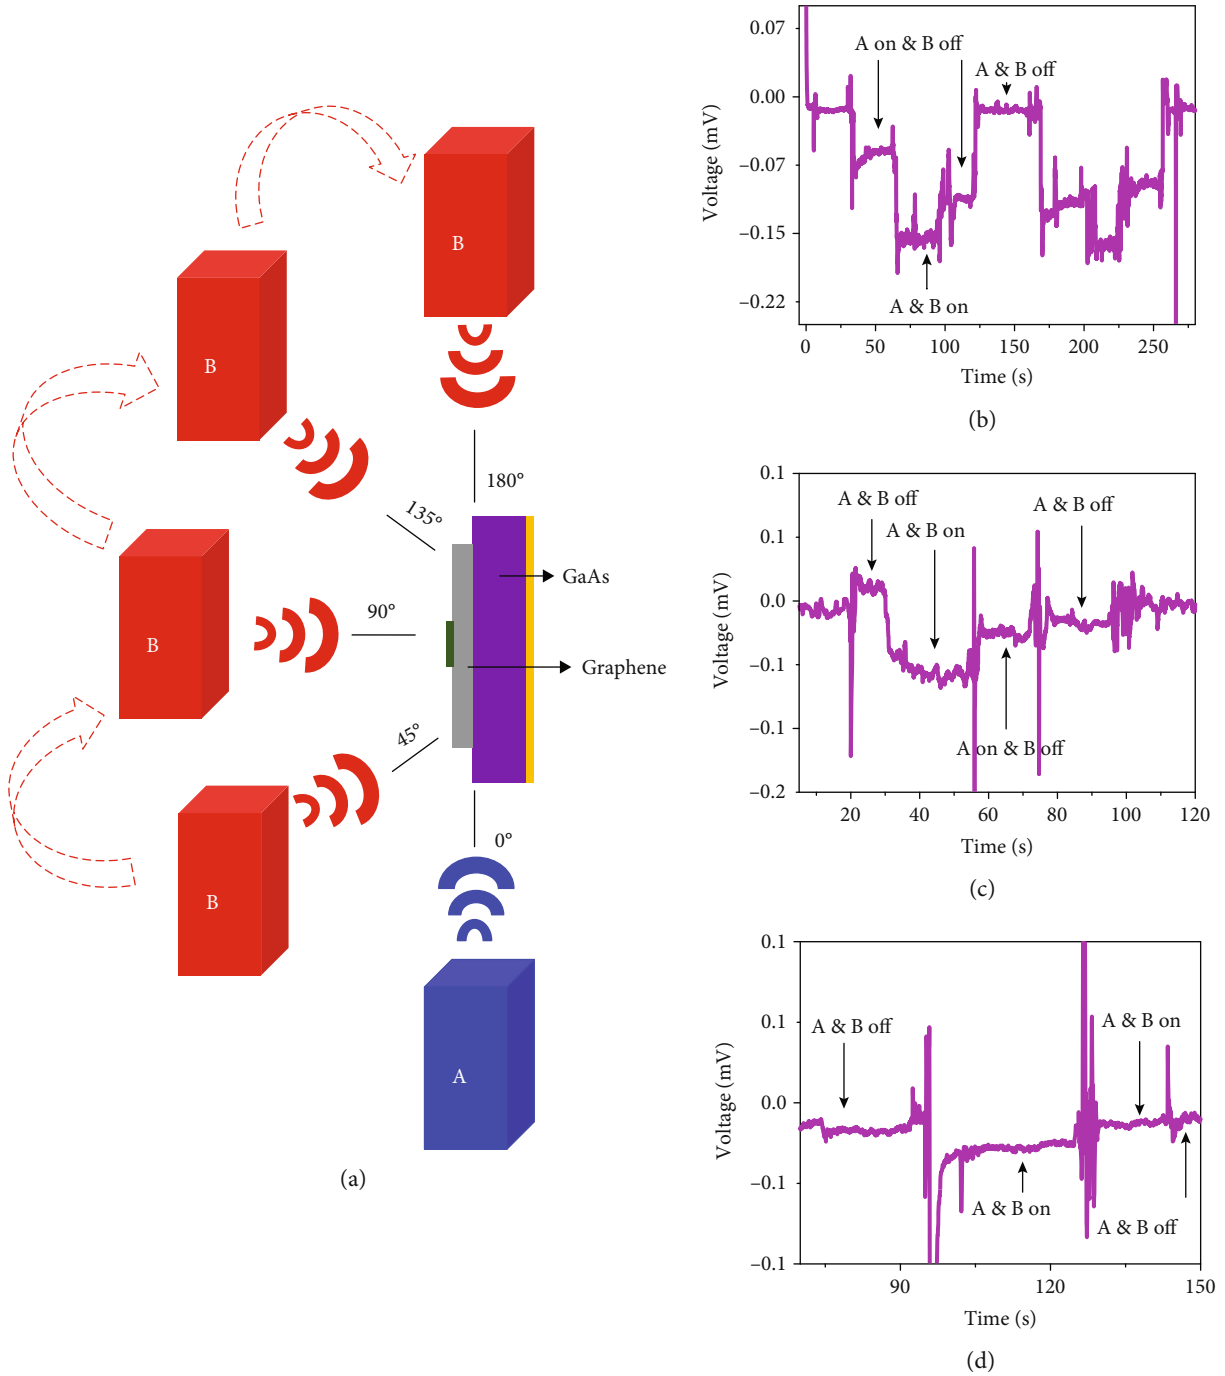 B
B
B
B
A
180°
135°
90°
45°
0°
GaAs
Graphene
(a)
0.07
0.00
−0.07
−0.15
−0.22
Voltage (mV)
A on & B off
A & B off
A & B on
0
50
100
150
200
250
Time (s)
(b)
0.1
0.1
0.0
−0.1
−0.1
−0.2
Voltage (mV)
A & B off
A & B on
A & B off
A on & B off
20
40
60
80
100
120
Time (s)
(c)
0.1
0.1
0.0
−0.1
−0.1
Voltage (mV)
A & B off
A & B on
A & B on
A & B off
90
120
150
Time (s)
(d)